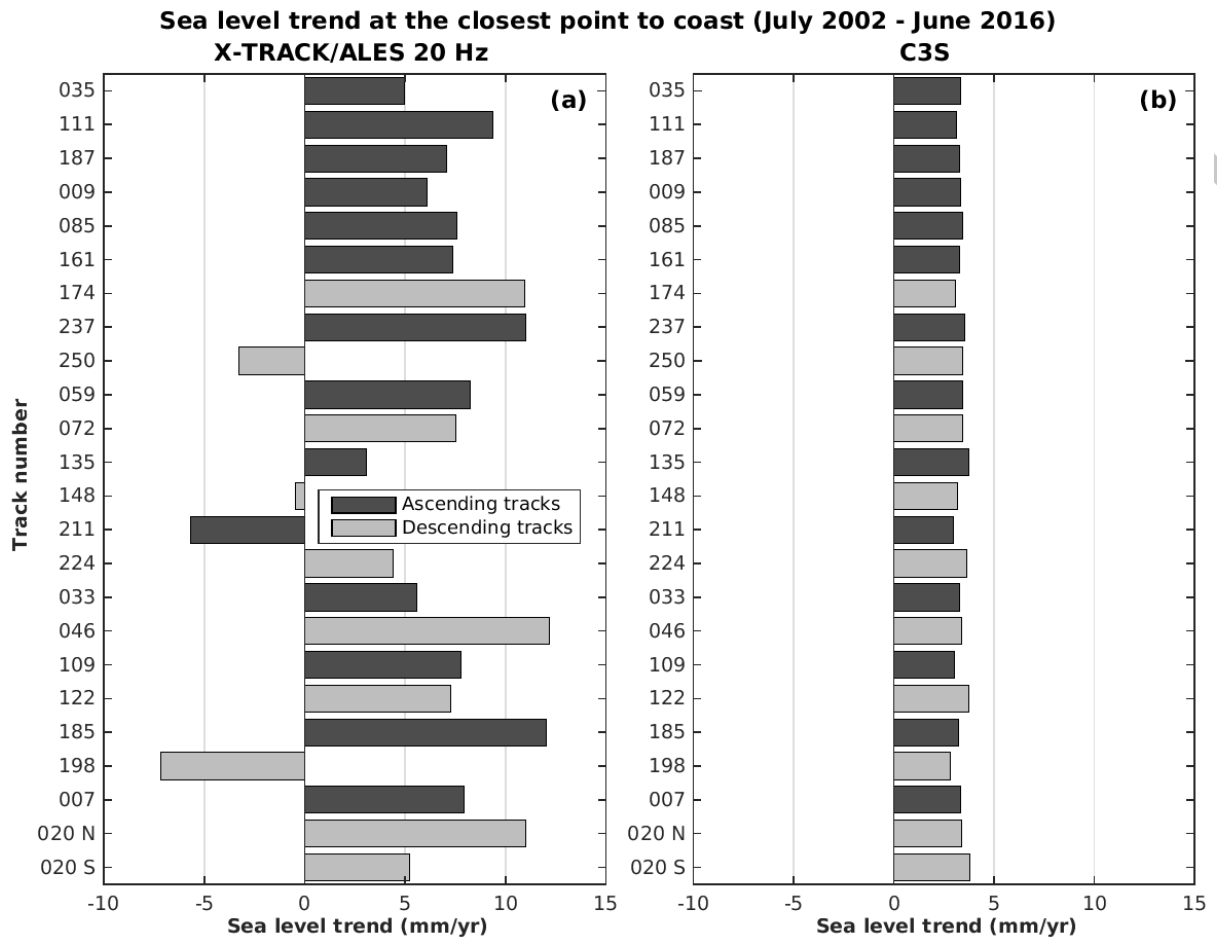 Sea level trend at the closest point to coast (July 2002 - June 2016)
X-TRACK/ALES 20 Hz
C3S
(a)
(b)
Track number
035
111
187
009
085
161
174
237
250
059
072
135
148
211
224
033
046
109
122
185
198
007
020 N
020 S
Ascending tracks
Descending tracks
-10 -5 0 5 10 15
Sea level trend (mm/yr)
035
111
187
009
085
161
174
237
250
059
072
135
148
211
224
033
046
109
122
185
198
007
020 N
020 S
-10 -5 0 5 10 15
Sea level trend (mm/yr)